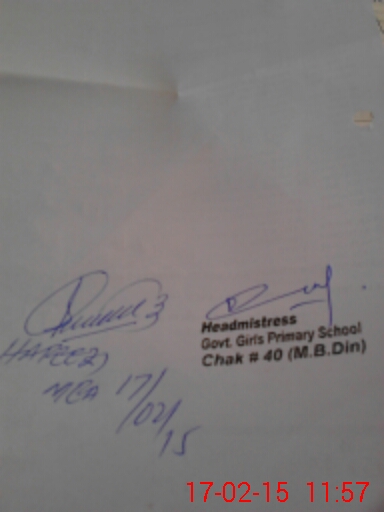 HAFEEZ
MEA 17/
/02/
15
Headmistress
Govt. Girls Primary School
Chak # 40 (M.B.Din)
17-02-15 11:57